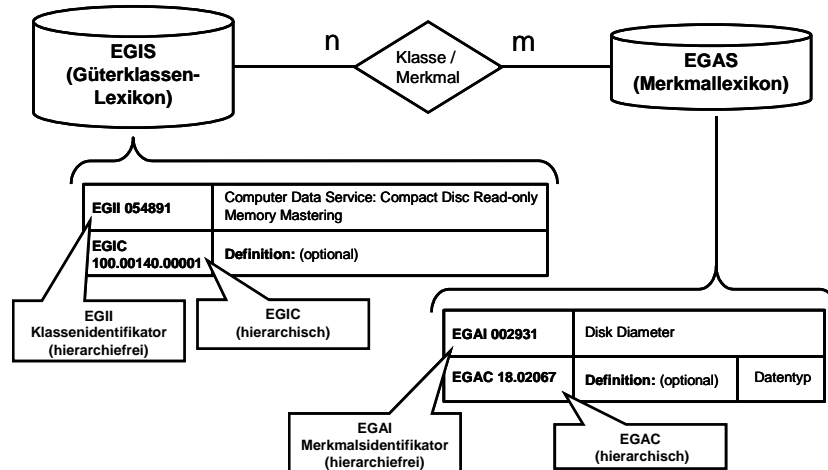 EGIS
(Güterklassen-
Lexikon)
n
Klasse /
Merkmal
m
EGAS
(Merkmallexikon)
EGII 054891
Computer Data Service: Compact Disc Read-only
Memory Mastering
EGIC
100.00140.00001
Definition: (optional)
EGII
Klassenidentifikator
(hierarchiefrei)
EGIC
(hierarchisch)
EGAI 002931
Disk Diameter
EGAC 18.02067
Definition: (optional)
Datentyp
EGAI
Merkmalsidentifikator
(hierarchiefrei)
EGAC
(hierarchisch)